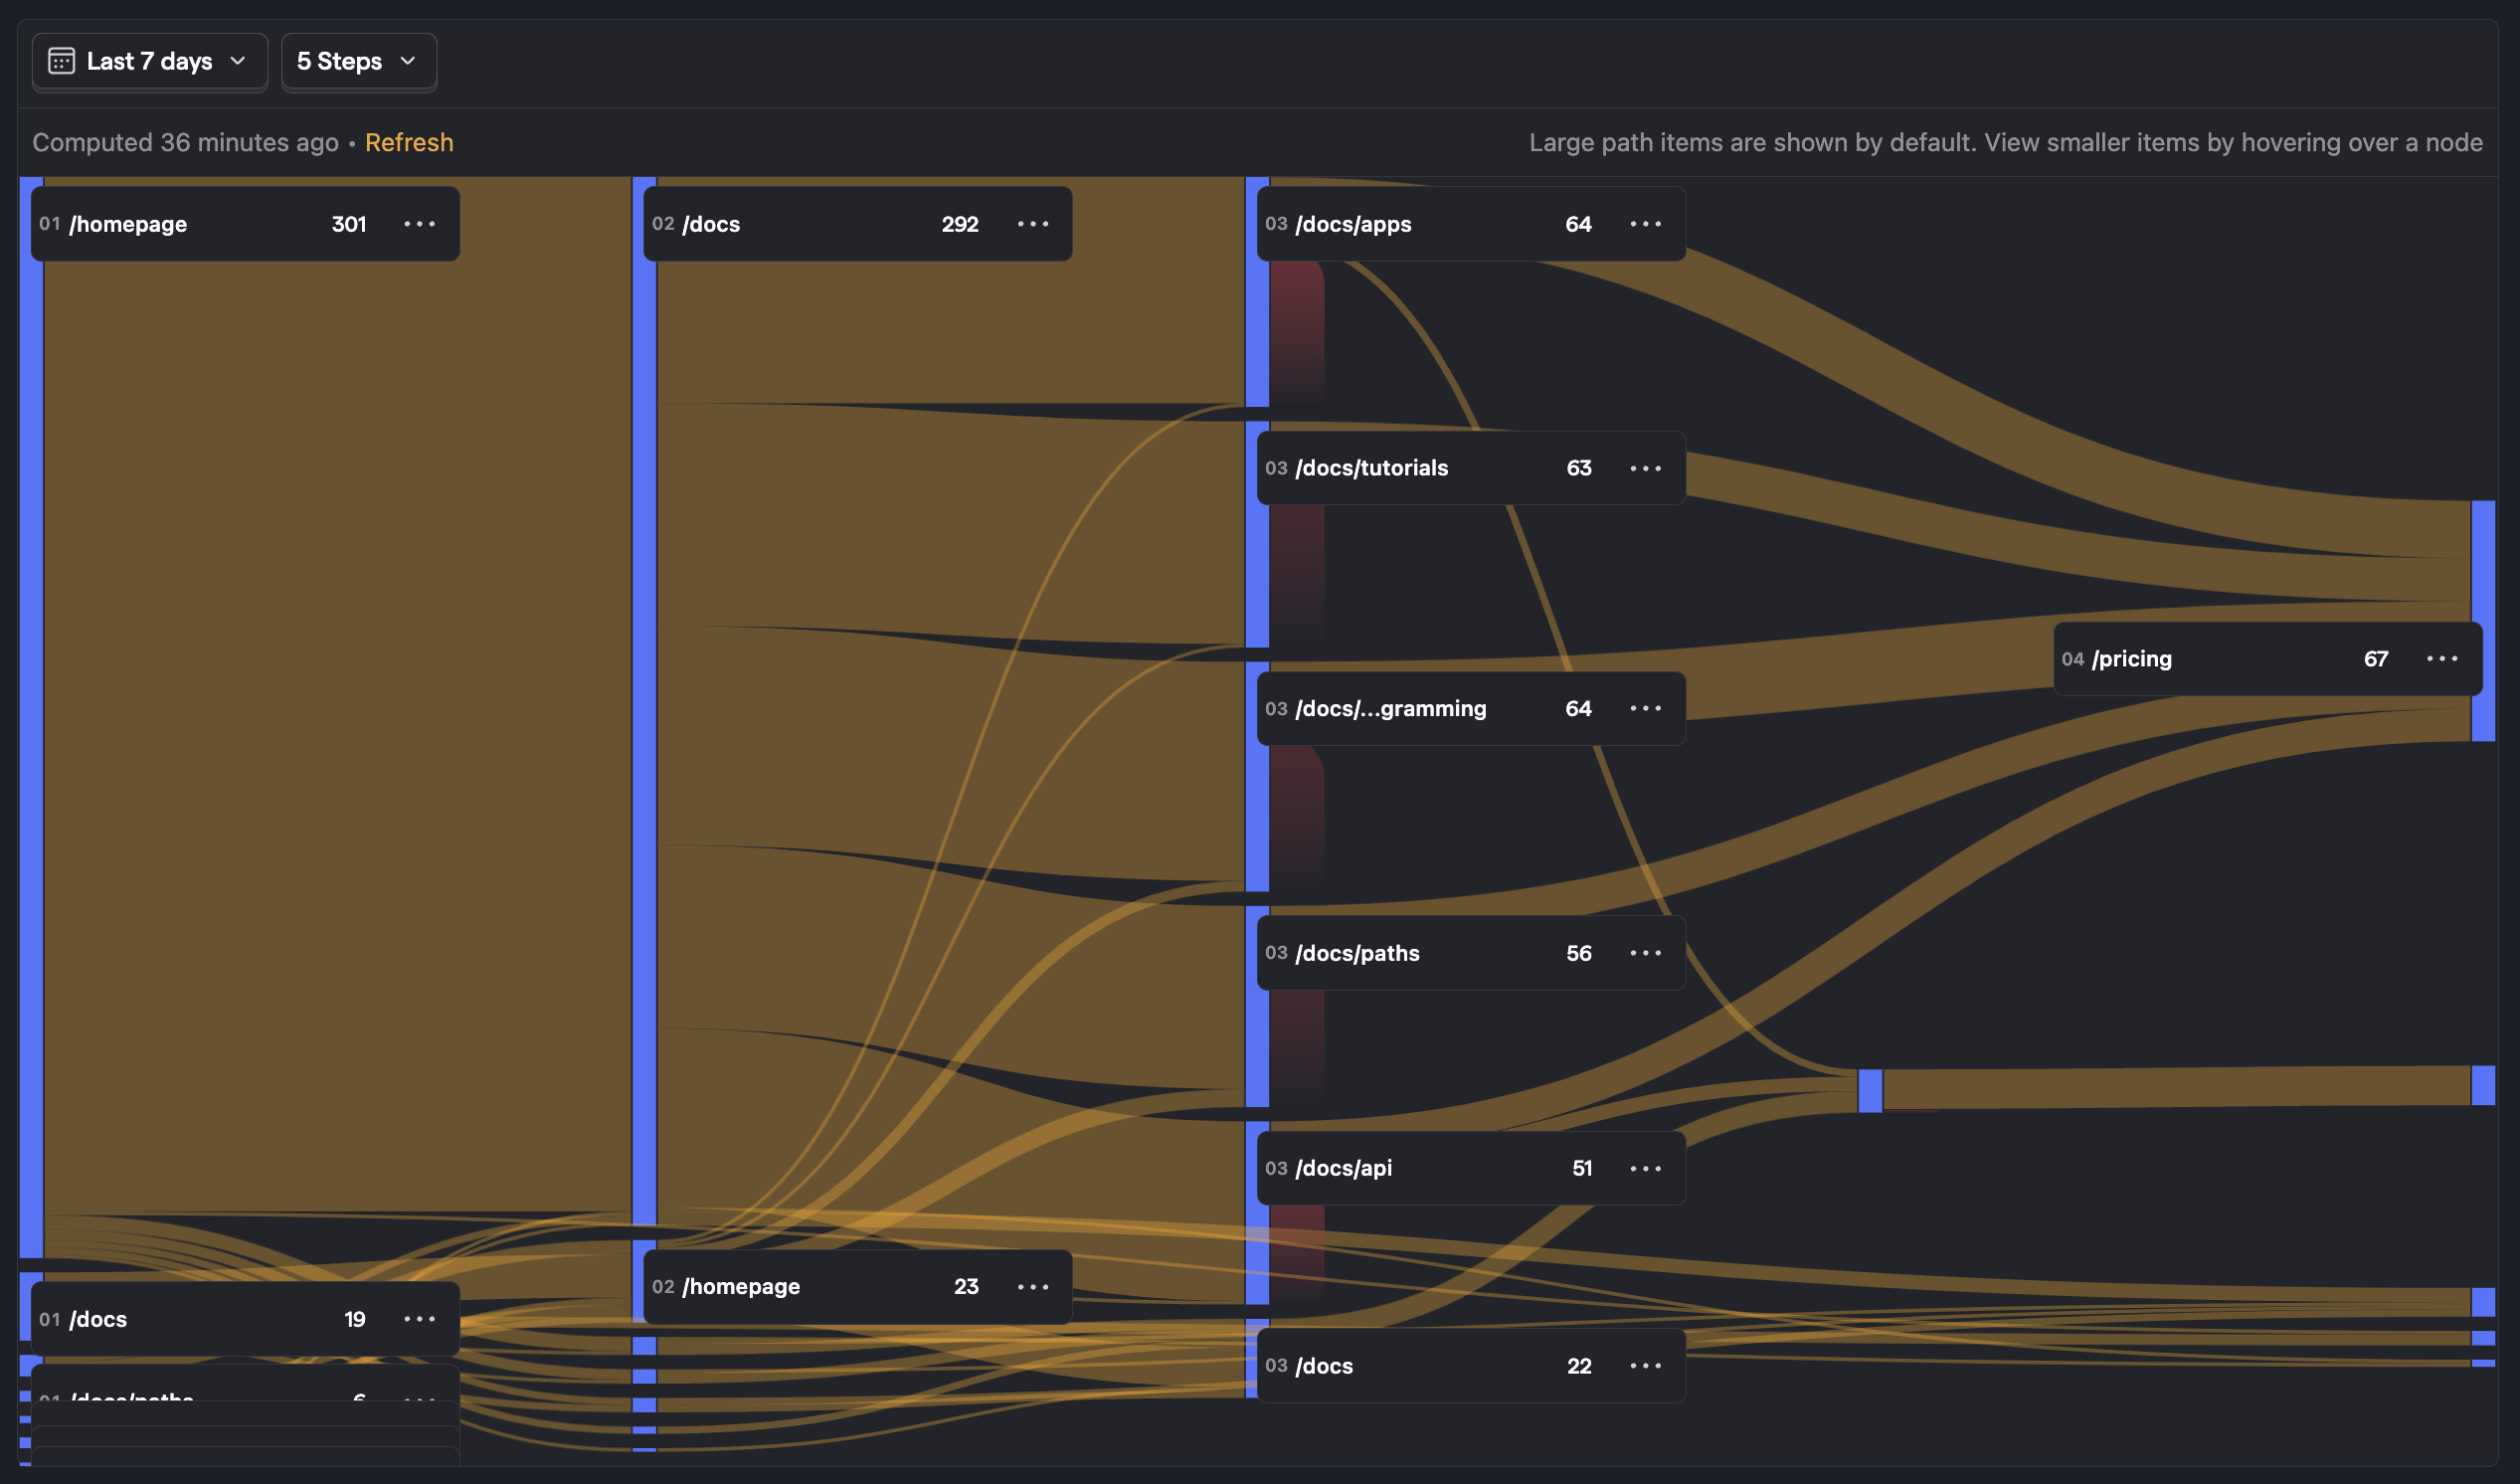 Last 7 days
5 Steps
Computed 36 minutes ago • Refresh
Large path items are shown by default. View smaller items by hovering over a node
01 /homepage 301 •••
02 /docs 292 •••
03 /docs/apps 64 •••
03 /docs/tutorials 63 •••
04 /pricing 67 •••
03 /docs/...gramming 64 •••
03 /docs/paths 56 •••
03 /docs/api 51 •••
02 /homepage 23 •••
01 /docs 19 •••
03 /docs 22 •••
01 /docs/paths 6 •••